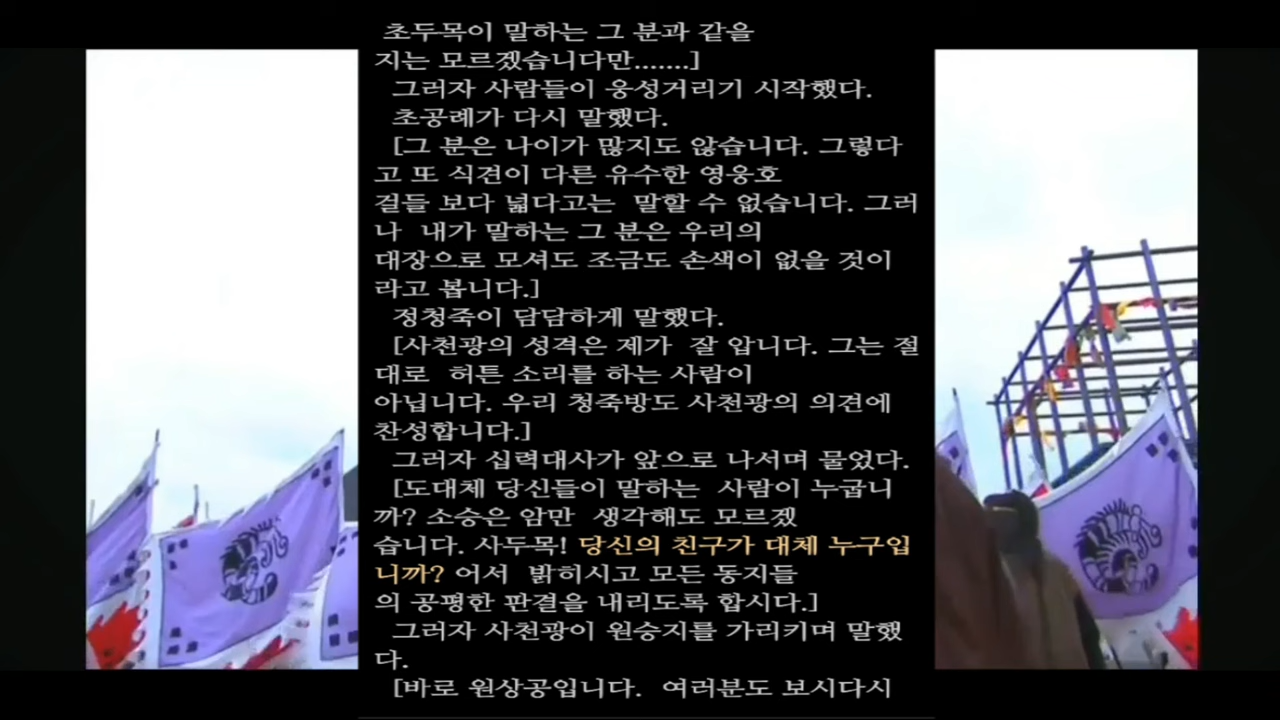 초두목이 말하는 그 분과 같을
지는 모르겠습니다만.......]
그러자 사람들이 웅성거리기 시작했다.
초공례가 다시 말했다.
[그 분은 나이가 많지도 않습니다. 그렇다
고 또 식견이 다른 유수한 영웅호
걸들 보다 넓다고는 말할 수 없습니다. 그러
나 내가 말하는 그 분은 우리의
대장으로 모셔도 조금도 손색이 없을 것이
라고 봅니다.]
정청죽이 담담하게 말했다.
[사천광의 성격은 제가 잘 압니다. 그는 절
대로 허튼 소리를 하는 사람이
아닙니다. 우리 청죽방도 사천광의 의견에
찬성합니다.]
그러자 십력대사가 앞으로 나서며 물었다.
[도대체 당신들이 말하는 사람이 누굽니
까? 소승은 암만 생각해도 모르겠
습니다. 사두목! 당신의 친구가 대체 누구입
니까? 어서 밝히시고 모든 동지들
의 공평한 판결을 내리도록 합시다.]
그러자 사천광이 원승지를 가리키며 말했
다.
[바로 원상공입니다. 여러분도 보시다시